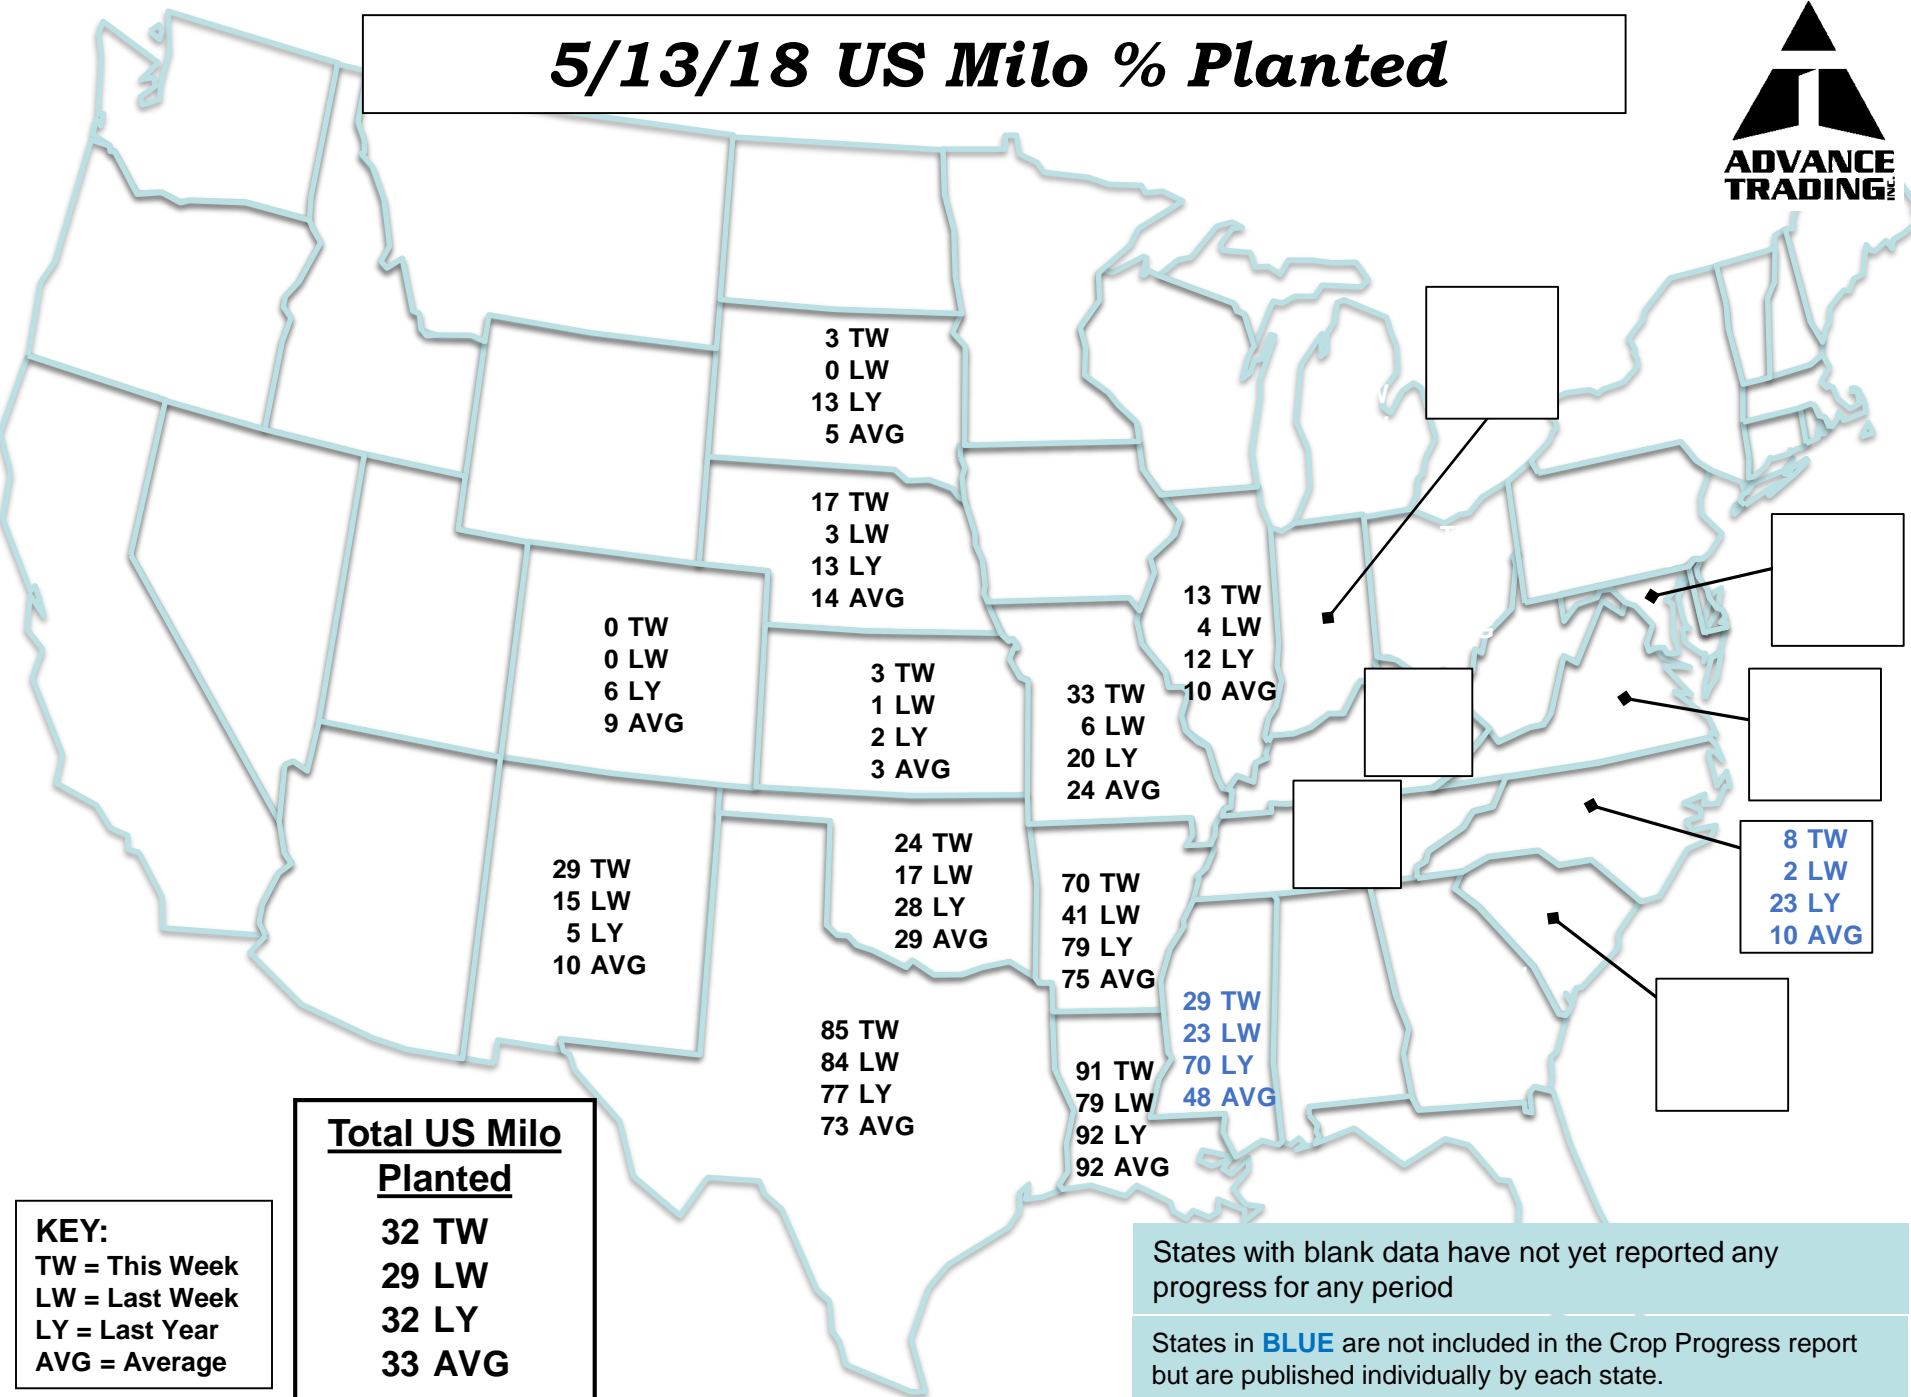 5/13/18 US Milo % Planted
ADVANCE
TRADING INC.
3 TW
0 LW
13 LY
5 AVG
17 TW
3 LW
13 LY
14 AVG
0 TW
0 LW
6 LY
9 AVG
3 TW
1 LW
2 LY
3 AVG
33 TW
6 LW
20 LY
24 AVG
13 TW
4 LW
12 LY
10 AVG
29 TW
15 LW
5 LY
10 AVG
24 TW
17 LW
28 LY
29 AVG
70 TW
41 LW
79 LY
75 AVG
8 TW
2 LW
23 LY
10 AVG
85 TW
84 LW
77 LY
73 AVG
91 TW
79 LW
92 LY
92 AVG
29 TW
23 LW
70 LY
48 AVG
Total US Milo
Planted
32 TW
29 LW
32 LY
33 AVG
KEY:
TW = This Week
LW = Last Week
LY = Last Year
AVG = Average
States with blank data have not yet reported any
progress for any period
States in BLUE are not included in the Crop Progress report
but are published individually by each state.